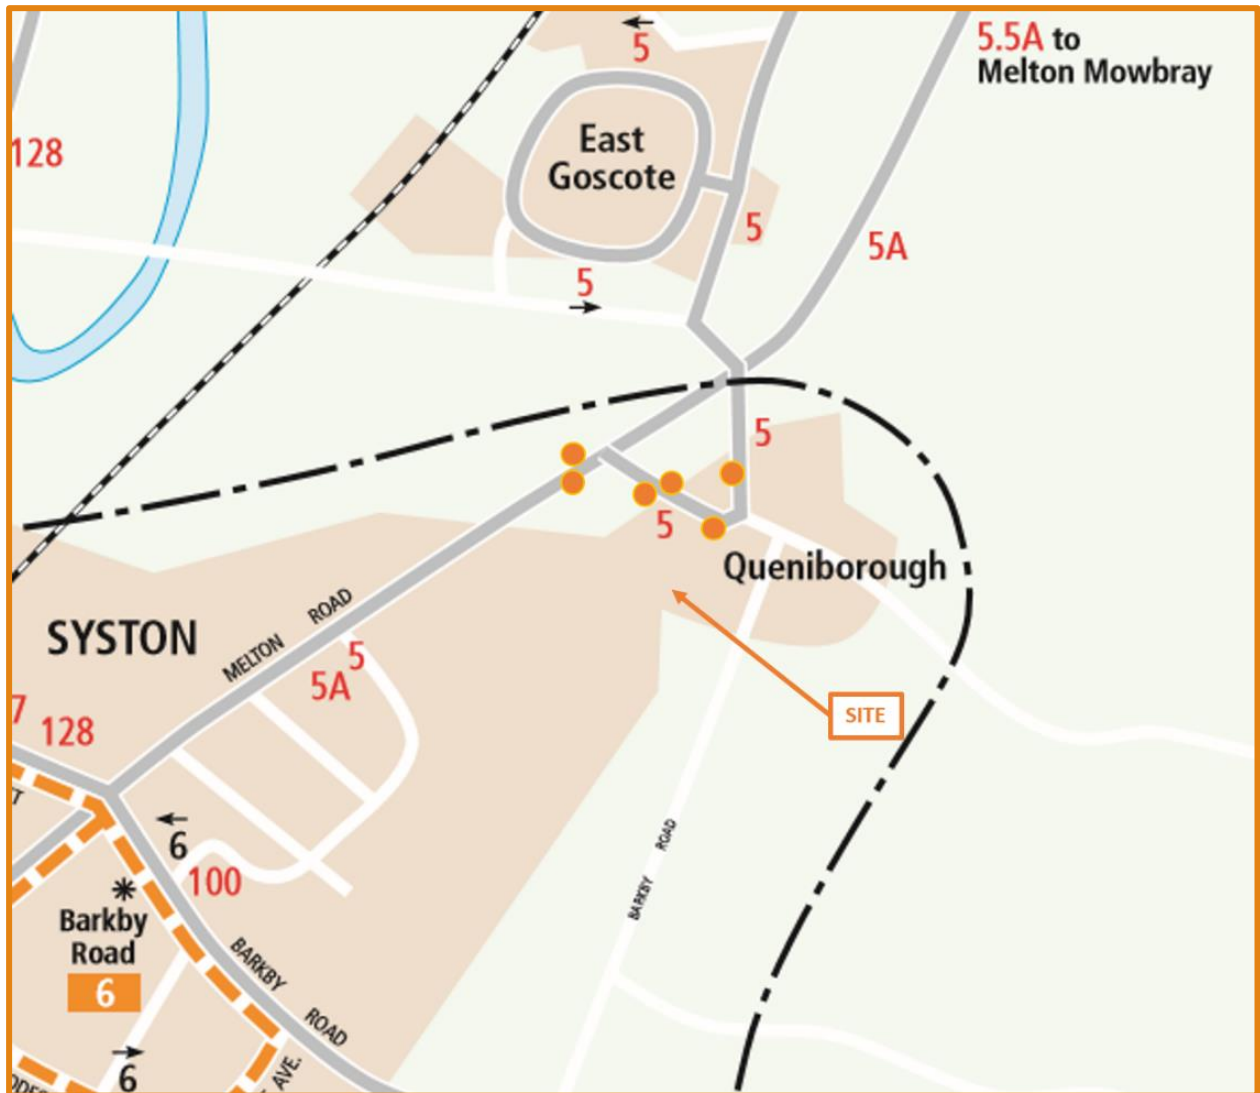 5
5.5A to
Melton Mowbray
128
East
Goscote
5
5A
5
5
5
Queniborough
SYSTON
MELTON ROAD
5
5A
SITE
7
128
6
100
BARKBY ROAD
Barkby
Road
6
BARKBY ROAD
6
AVE.